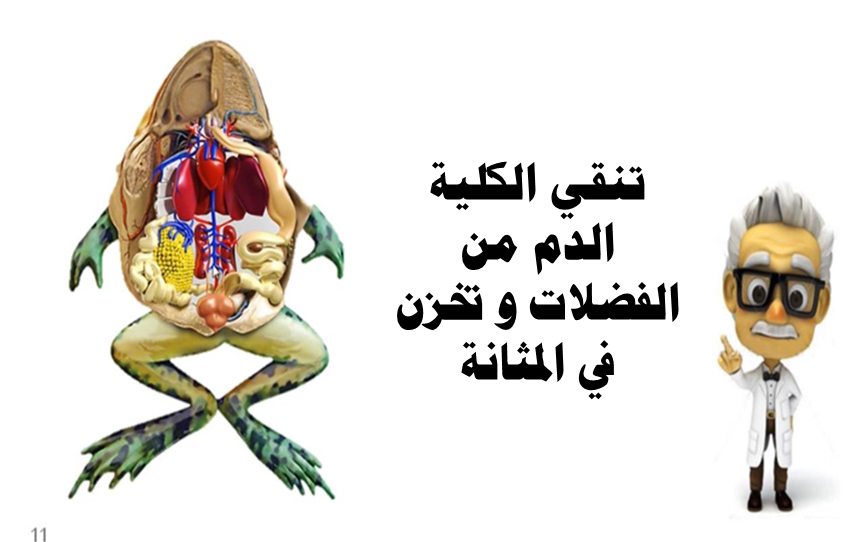 تنقي الكلية
الدم من
الفضلات و تخزن
في المثانة
11